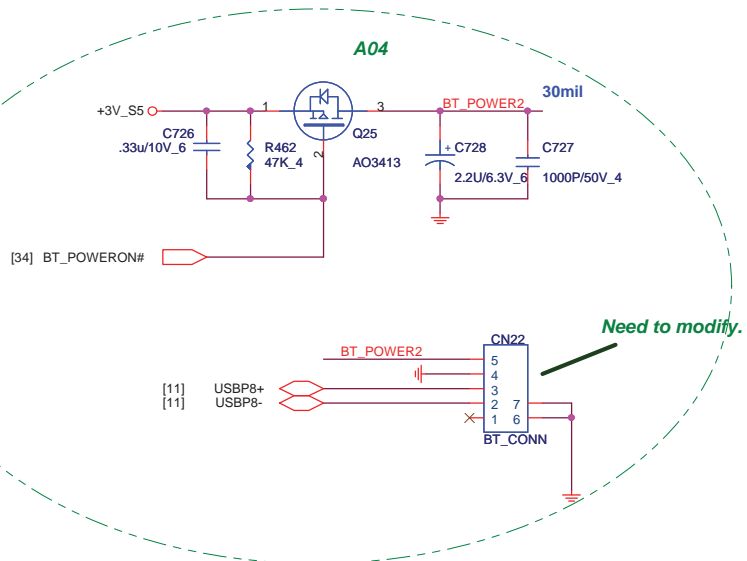 A04
30mil
+3V_S5
1
3
BT_POWER2
C726
.33u/10V_6
R462
47K_4
2
Q25
AO3413
+
C728
2.2U/6.3V_6
C727
1000P/50V_4
[34] BT_POWERON#
Need to modify.
CN22
BT_POWER2
5
4
[11] USBP8+
3
[11] USBP8-
2
7
1
6
BT_CONN